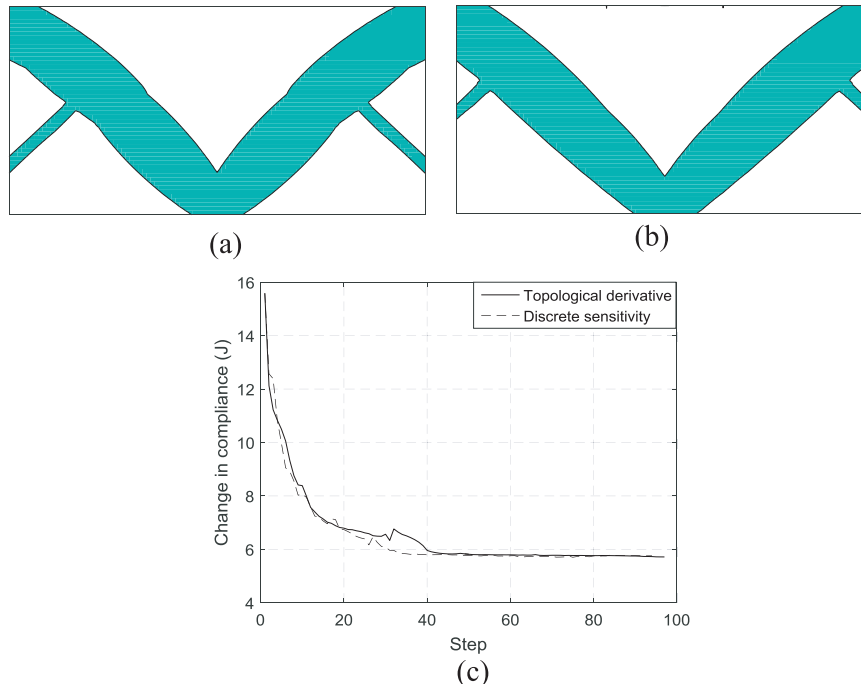 (a)
(b)
16
14
12
10
8
6
4
Change in compliance (J)
Topological derivative
Discrete sensitivity
0
20
40
60
80
100
Step
(c)